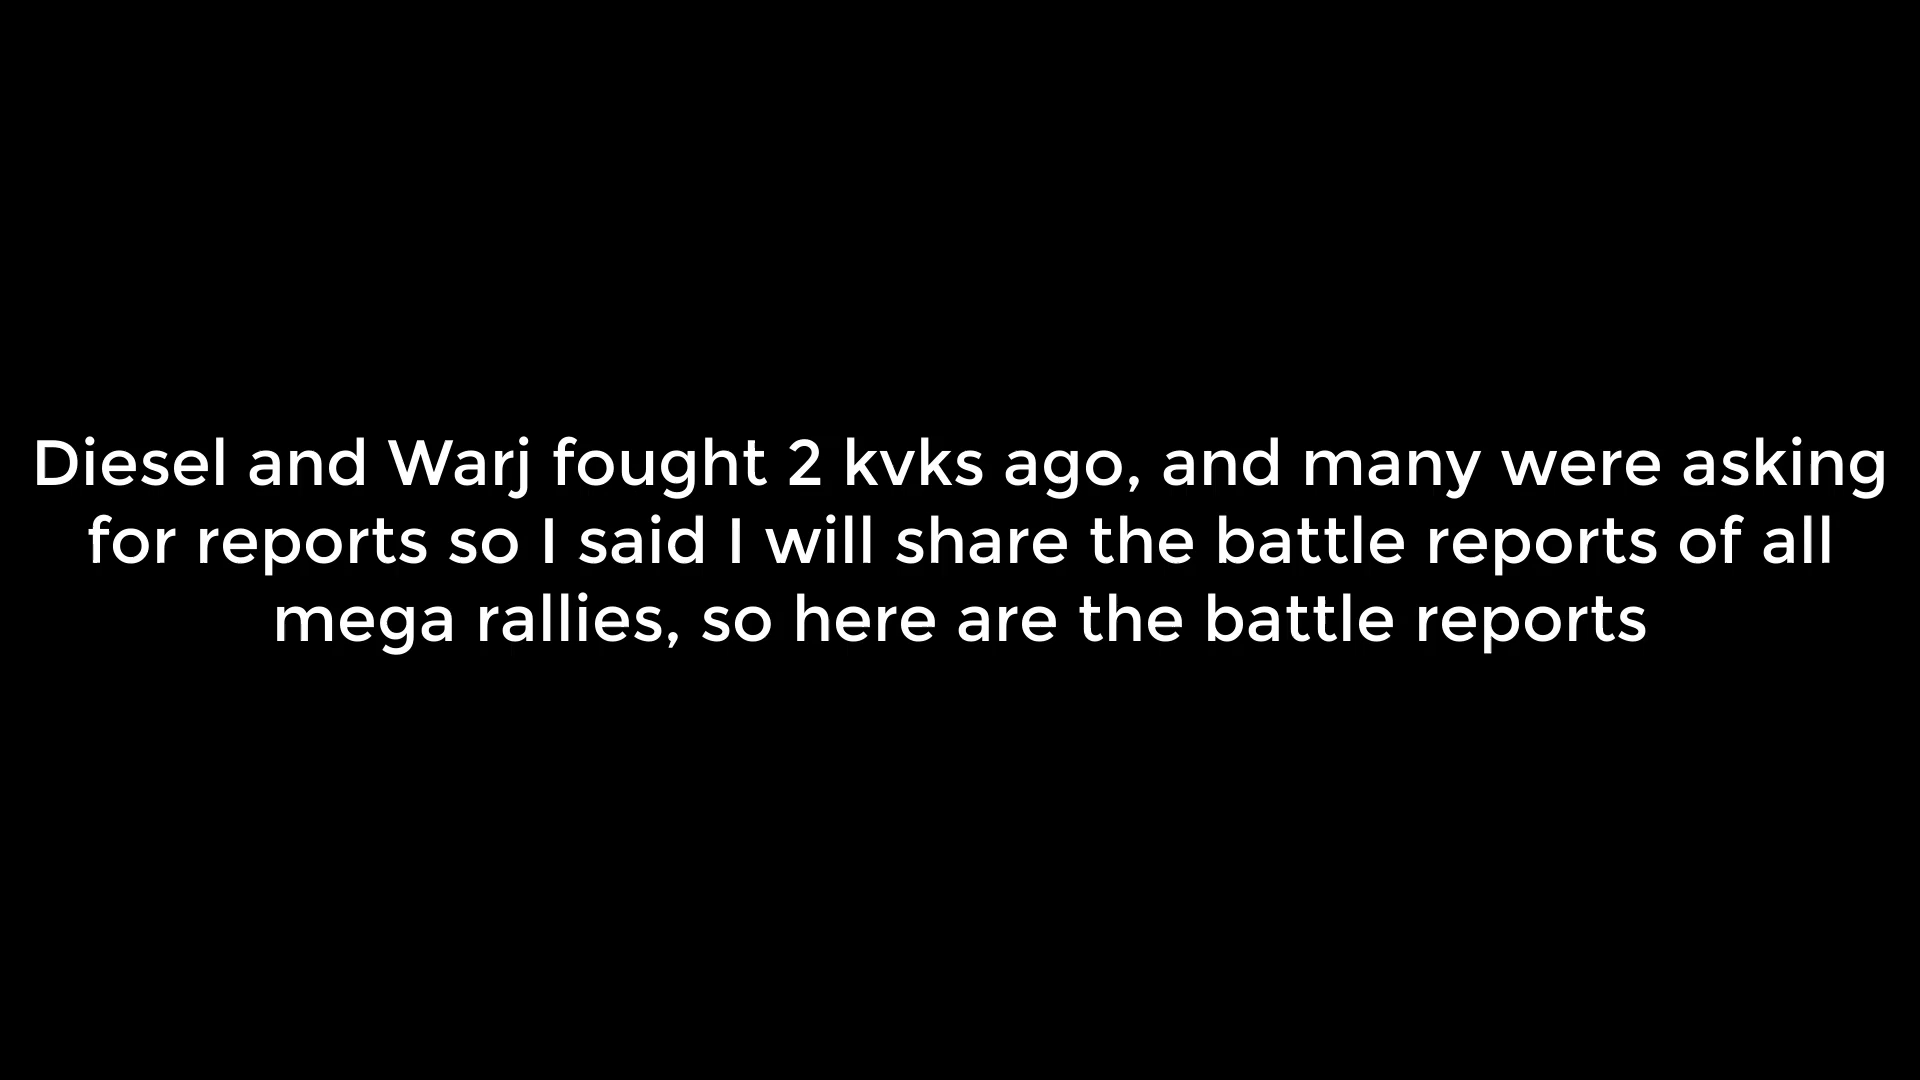 Diesel and Warj fought 2 kvks ago, and many were asking
for reports so I said I will share the battle reports of all
mega rallies, so here are the battle reports